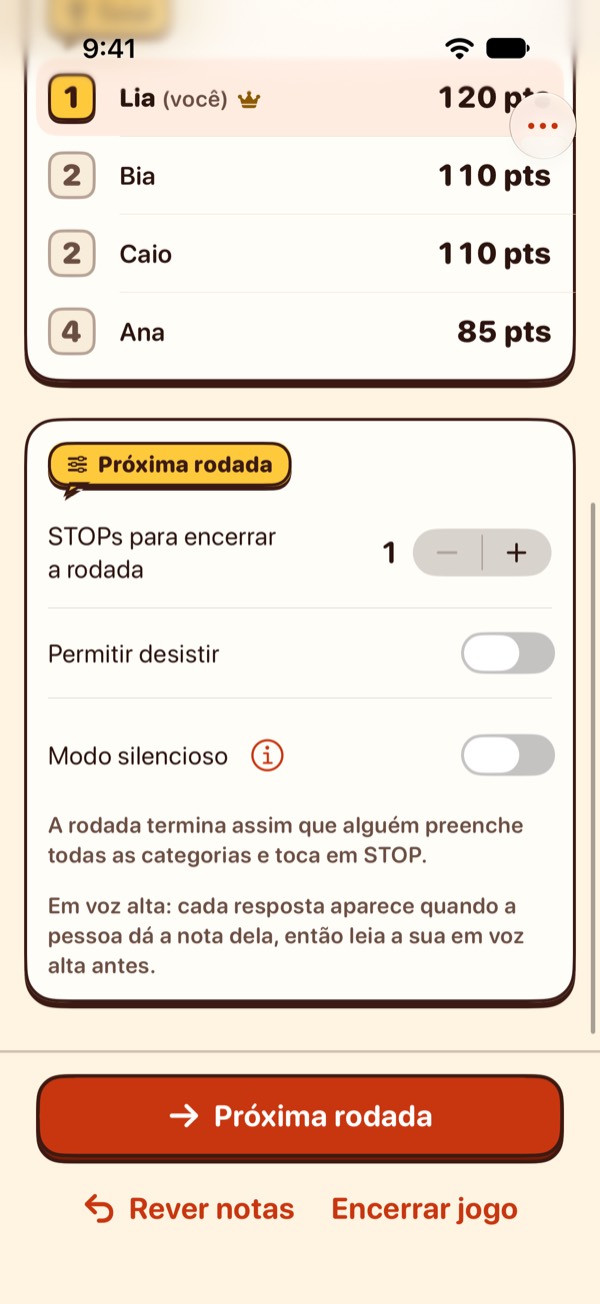 9:41
1 Lia (você) 120 pts
2 Bia 110 pts
2 Caio 110 pts
4 Ana 85 pts
Próxima rodada
STOPs para encerrar
a rodada
1 − +
Permitir desistir
Modo silencioso
A rodada termina assim que alguém preenche
todas as categorias e toca em STOP.
Em voz alta: cada resposta aparece quando a
pessoa dá a nota dela, então leia a sua em voz
alta antes.
→ Próxima rodada
Rever notas Encerrar jogo